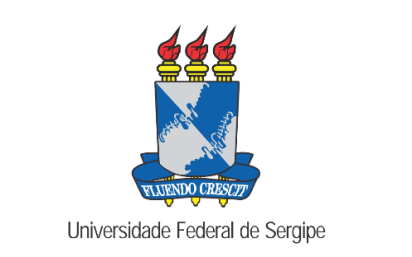 FLUENDO CRESCIT
Universidade Federal de Sergipe